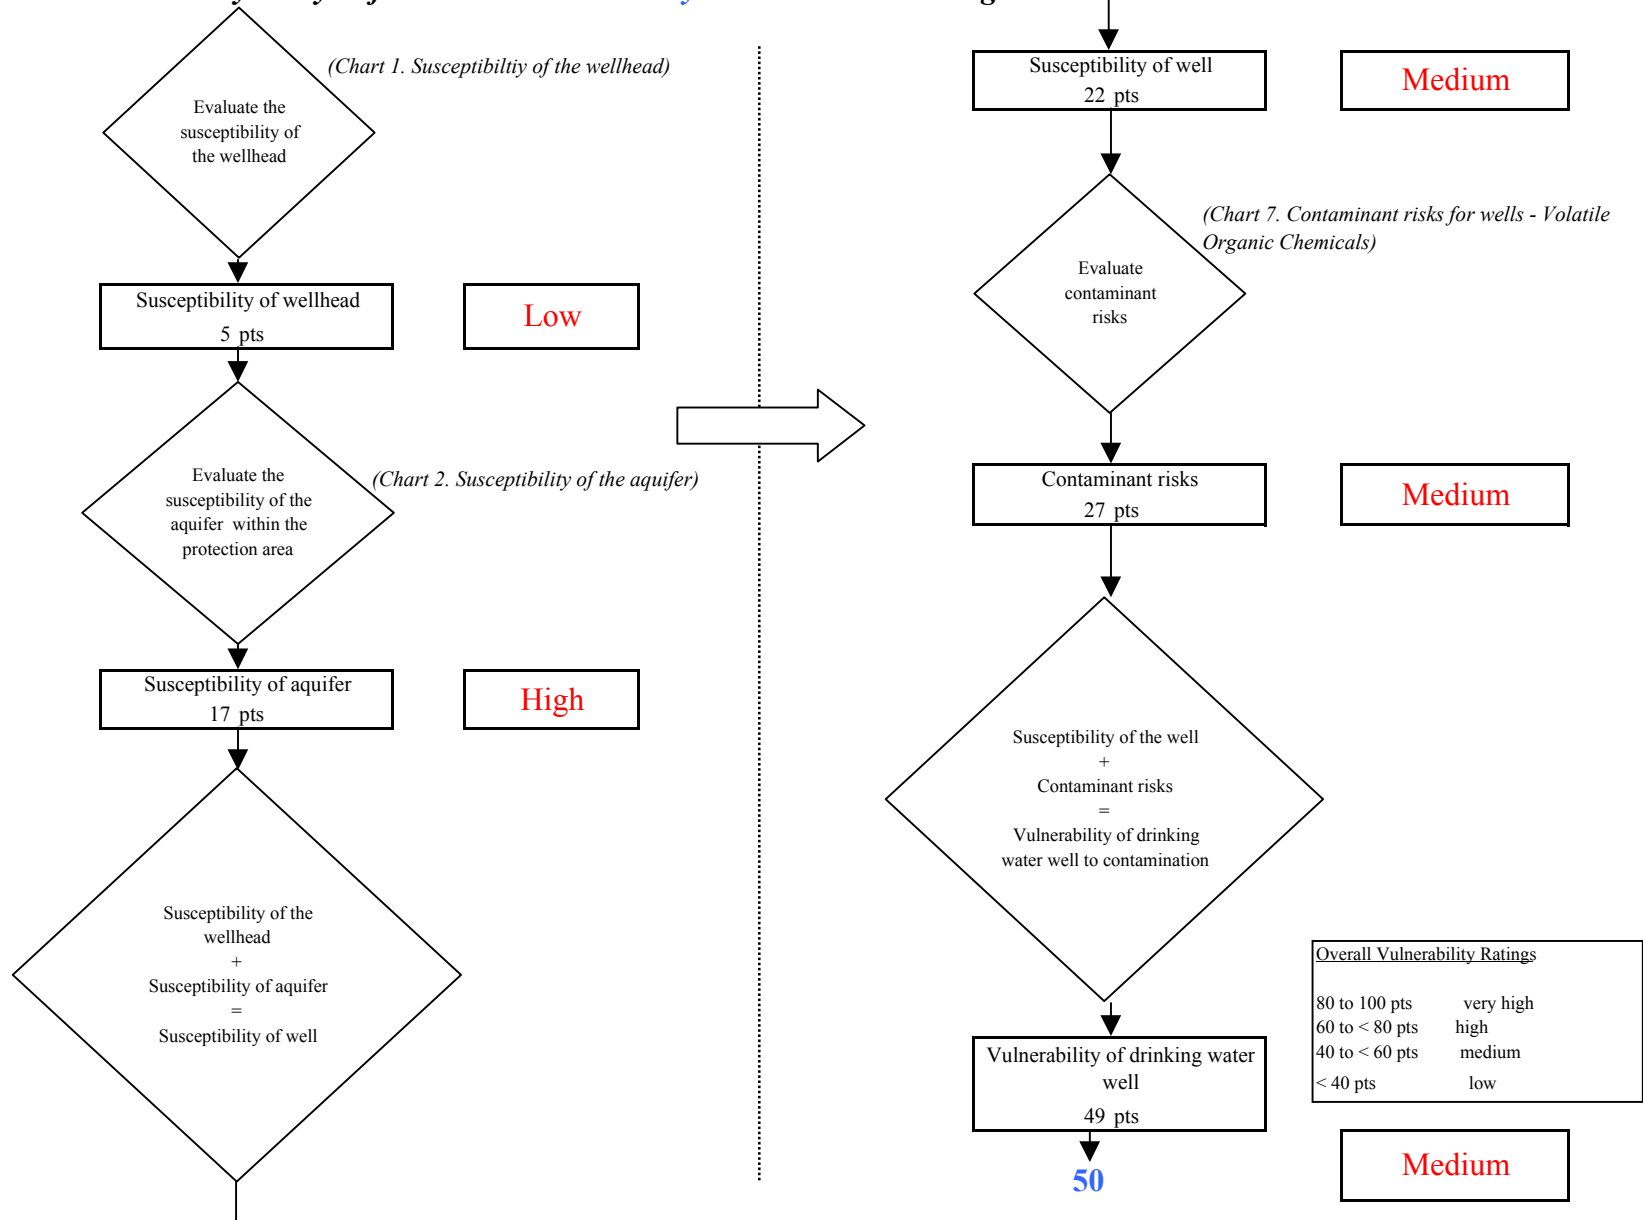 (Chart 1. Susceptibiltiy of the wellhead)
Evaluate the
susceptibility of
the wellhead
Susceptibility of wellhead
5 pts
Low
Evaluate the
susceptibility of the
aquifer within the
protection area
(Chart 2. Susceptibility of the aquifer)
Susceptibility of aquifer
17 pts
High
Susceptibility of the
wellhead
+
Susceptibility of aquifer
=
Susceptibility of well
Susceptibility of well
22 pts
Medium
(Chart 7. Contaminant risks for wells - Volatile
Organic Chemicals)
Evaluate
contaminant
risks
Contaminant risks
27 pts
Medium
Susceptibility of the well
+
Contaminant risks
=
Vulnerability of drinking
water well to contamination
Overall Vulnerability Ratings
80 to 100 pts very high
60 to < 80 pts high
40 to < 60 pts medium
< 40 pts low
Vulnerability of drinking water
well
49 pts
50
Medium